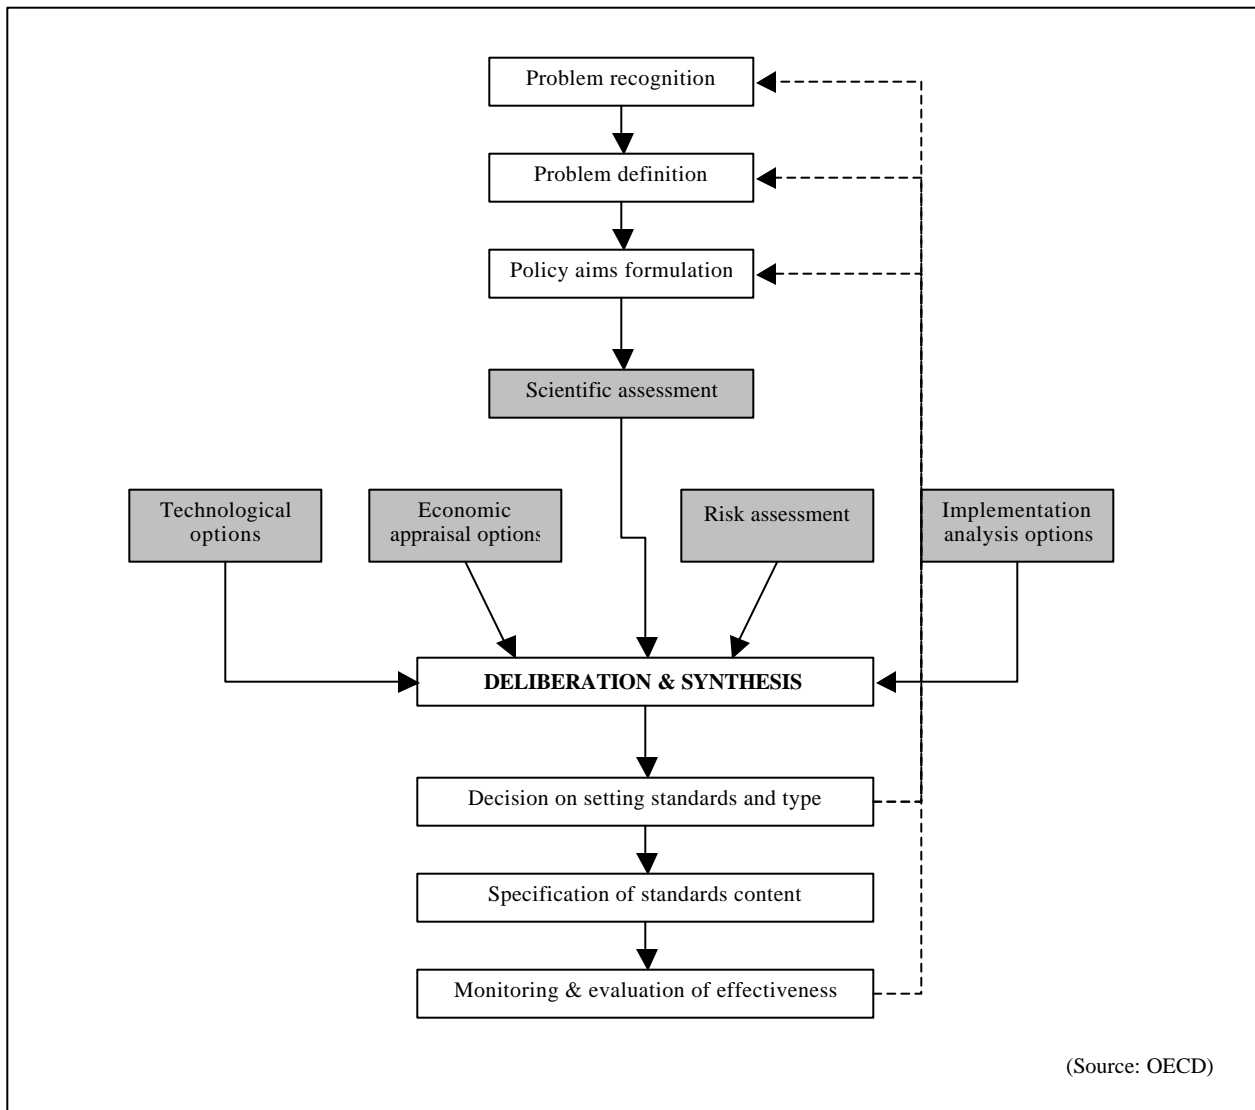 Problem recognition
Problem definition
Policy aims formulation
Scientific assessment
Technological
options
Economic
appraisal options
Risk assessment
Implementation
analysis options
DELIBERATION & SYNTHESIS
Decision on setting standards and type
Specification of standards content
Monitoring & evaluation of effectiveness
(Source: OECD)